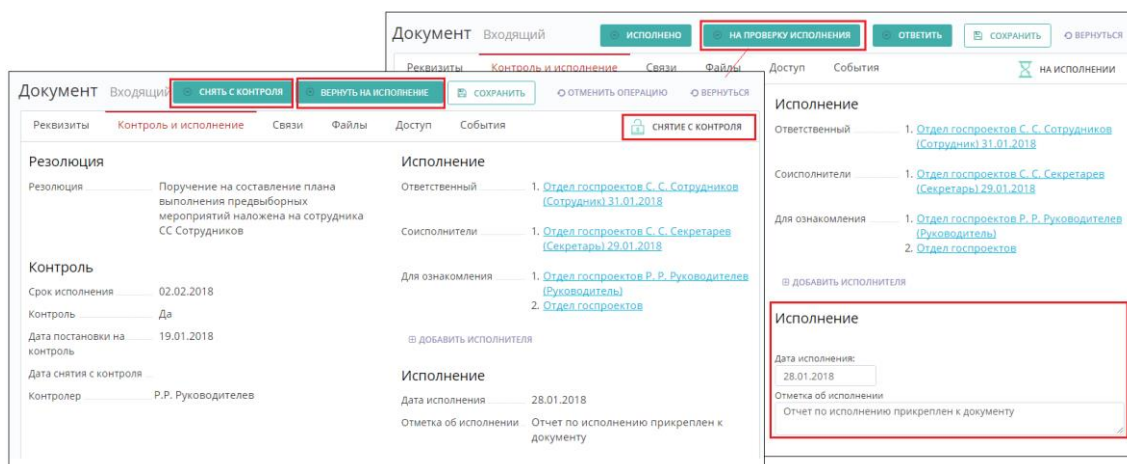 Документ Входящий ИСПОЛНЕНО НА ПРОВЕРКУ ИСПОЛНЕНИЯ ОТВЕТИТЬ СОХРАНИТЬ ВЕРНУТЬСЯ
Реквизиты Контроль и исполнение Связи Файлы Доступ События НА ИСПОЛНЕНИИ
Исполнение
Ответственный 1. Отдел госпроектов С. С. Сотрудников
(Сотрудник) 31.01.2018
Соисполнители 1. Отдел госпроектов С. С. Секретарев
(Секретарь) 29.01.2018
Для ознакомления 1. Отдел госпроектов Р. Р. Руководителев
(Руководитель)
2. Отдел госпроектов
ДОБАВИТЬ ИСПОЛНИТЕЛЯ
Исполнение
Дата исполнения:
28.01.2018
Отметка об исполнении
Отчет по исполнению прикреплен к документу
Документ Входящий СНЯТЬ С КОНТРОЛЯ ВЕРНУТЬ НА ИСПОЛНЕНИЕ СОХРАНИТЬ ОТМЕНИТЬ ОПЕРАЦИЮ ВЕРНУТЬСЯ
Реквизиты Контроль и исполнение Связи Файлы Доступ События СНЯТИЕ С КОНТРОЛЯ
Резолюция
Резолюция Поручение на составление плана
выполнения предвыборных
мероприятий наложена на сотрудника
СС Сотрудников
Контроль
Срок исполнения 02.02.2018
Контроль Да
Дата постановки на 19.01.2018
контроль
Дата снятия с контроля
Контролер Р.Р. Руководителев
Исполнение
Ответственный 1. Отдел госпроектов С. С. Сотрудников
(Сотрудник) 31.01.2018
Соисполнители 1. Отдел госпроектов С. С. Секретарев
(Секретарь) 29.01.2018
Для ознакомления 1. Отдел госпроектов Р. Р. Руководителев
(Руководитель)
2. Отдел госпроектов
ДОБАВИТЬ ИСПОЛНИТЕЛЯ
Исполнение
Дата исполнения 28.01.2018
Отметка об исполнении Отчет по исполнению прикреплен к
документу